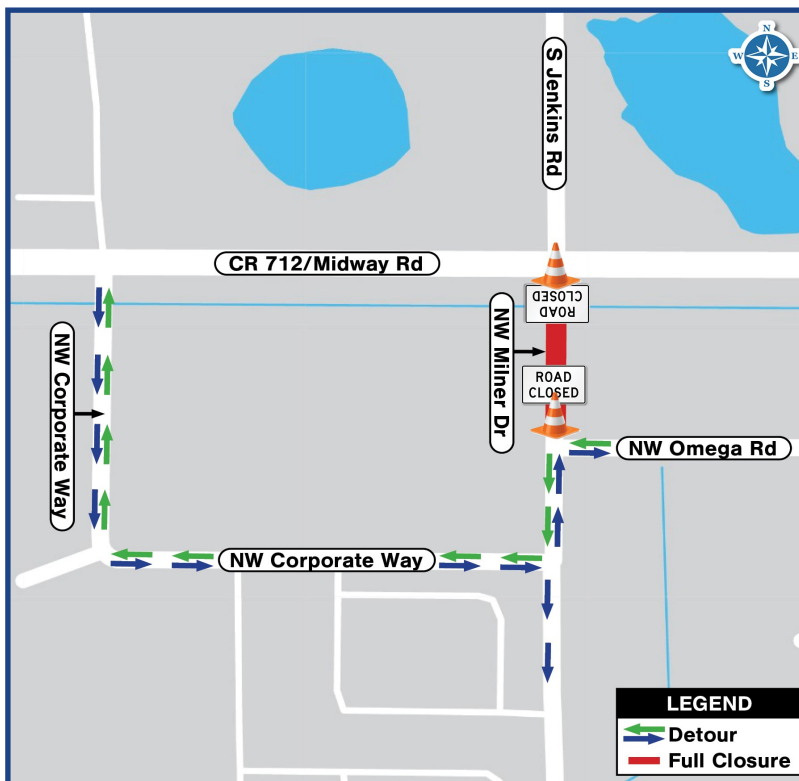 N
W E
S
S Jenkins Rd
CR 712/Midway Rd
ROAD
CLOSED
NW Milner Dr
ROAD
CLOSED
NW Corporate Way
NW Omega Rd
NW Corporate Way
LEGEND
Detour
Full Closure